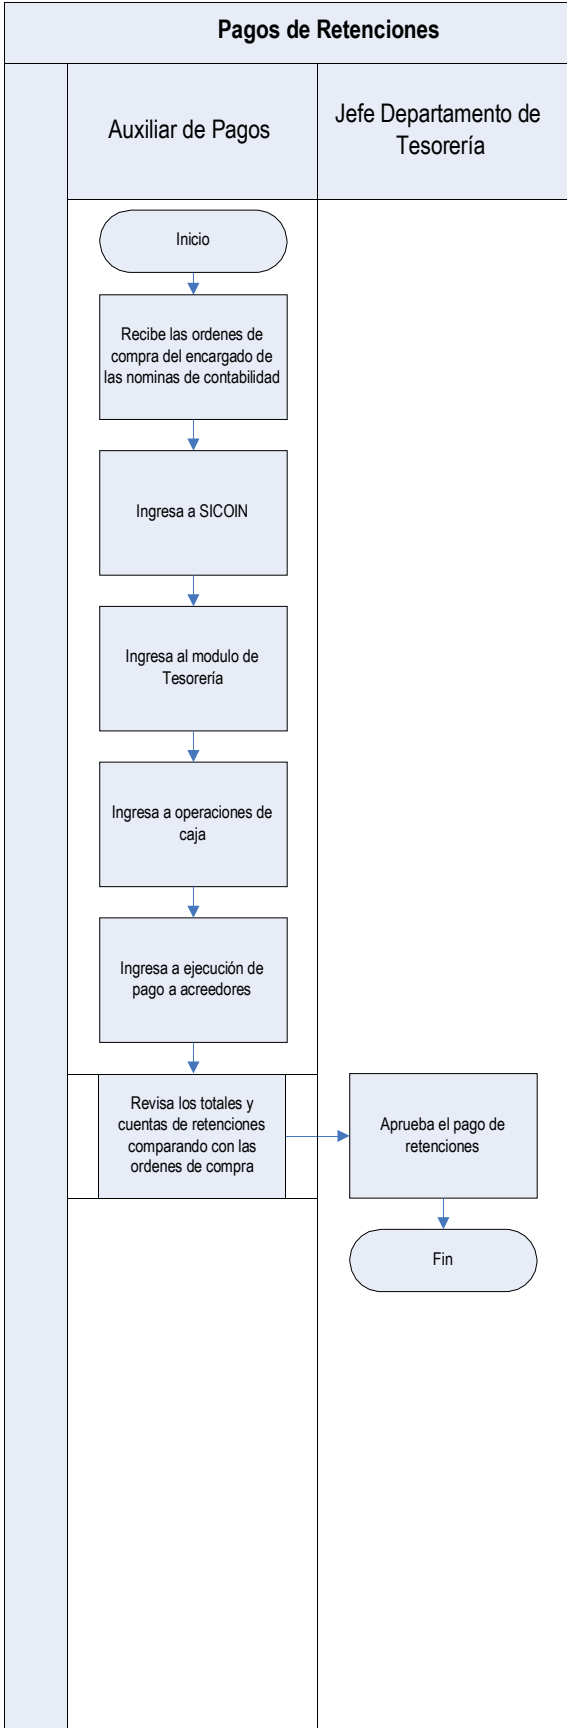 Pagos de Retenciones
Auxiliar de Pagos
Jefe Departamento de
Tesorería
Inicio
Recibe las ordenes de
compra del encargado de
las nominas de contabilidad
Ingresa a SICOIN
Ingresa al modulo de
Tesorería
Ingresa a operaciones de
caja
Ingresa a ejecución de
pago a acreedores
Revisa los totales y
cuentas de retenciones
comparando con las
ordenes de compra
Aprueba el pago de
retenciones
Fin